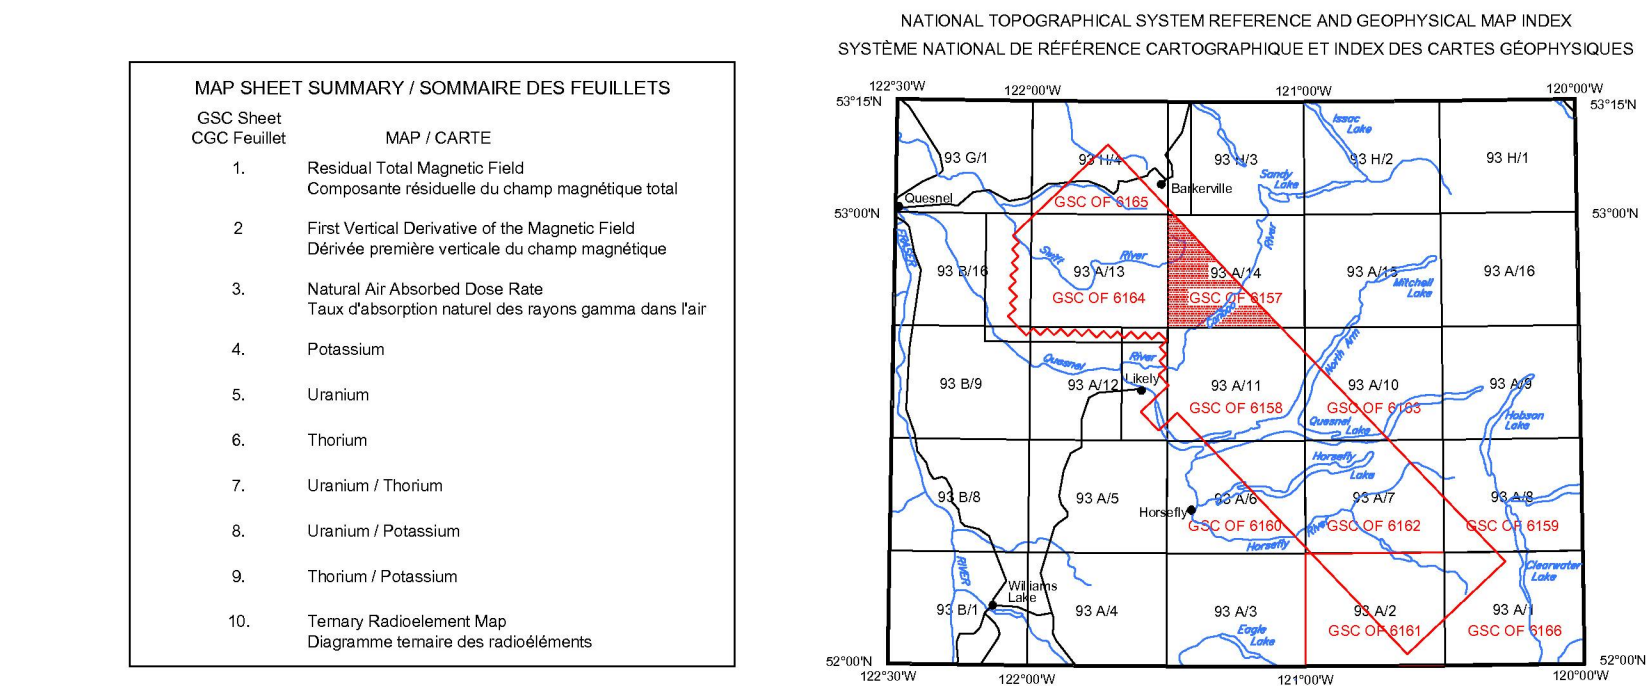 MAP SHEET SUMMARY / SOMMAIRE DES FEUILLETS
GSC Sheet
CGC Feuillet
MAP / CARTE
1. Residual Total Magnetic Field
Composante résiduelle du champ magnétique total
2 First Vertical Derivative of the Magnetic Field
Dérivée première verticale du champ magnétique
3. Natural Air Absorbed Dose Rate
Taux d'absorption naturel des rayons gamma dans l'air
4. Potassium
5. Uranium
6. Thorium
7. Uranium / Thorium
8. Uranium / Potassium
9. Thorium / Potassium
10. Ternary Radioelement Map
Diagramme ternaire des radioéléments
NATIONAL TOPOGRAPHICAL SYSTEM REFERENCE AND GEOPHYSICAL MAP INDEX
SYSTÈME NATIONAL DE RÉFÉRENCE CARTOGRAPHIQUE ET INDEX DES CARTES GÉOPHYSIQUES
122°30'W
122°00'W
121°00'W
120°00'W
53°15'N
53°15'N
Issac
Lake
93 G/1
93 H/4
93 H/3
93 H/2
93 H/1
Sandy
Lake
Barkerville
Quesnel
GSC OF 6165
53°00'N
53°00'N
FRASER
River
Swift
River
93 B/16
93 A/13
93 A/14
93 A/15
93 A/16
Mitchell
Lake
GSC OF 6164
GSC OF 6157
Cariboo
North Arm
Quesnel
River
Likely
93 B/9
93 A/12
93 A/11
93 A/10
93 A/9
GSC OF 6158
GSC OF 6163
Quesnel
Lake
Hobson
Lake
Horsefly
Lake
93 B/8
93 A/5
93 A/6
93 A/7
93 A/8
Horsefly
GSC OF 6160
River
GSC OF 6162
GSC OF 6159
Horsefly
RIVER
Clearwater
Lake
Williams
Lake
93 B/1
93 A/4
93 A/3
93 A/2
93 A/1
Eagle
Lake
GSC OF 6161
GSC OF 6166
52°00'N
52°00'N
122°30'W
122°00'W
121°00'W
120°00'W